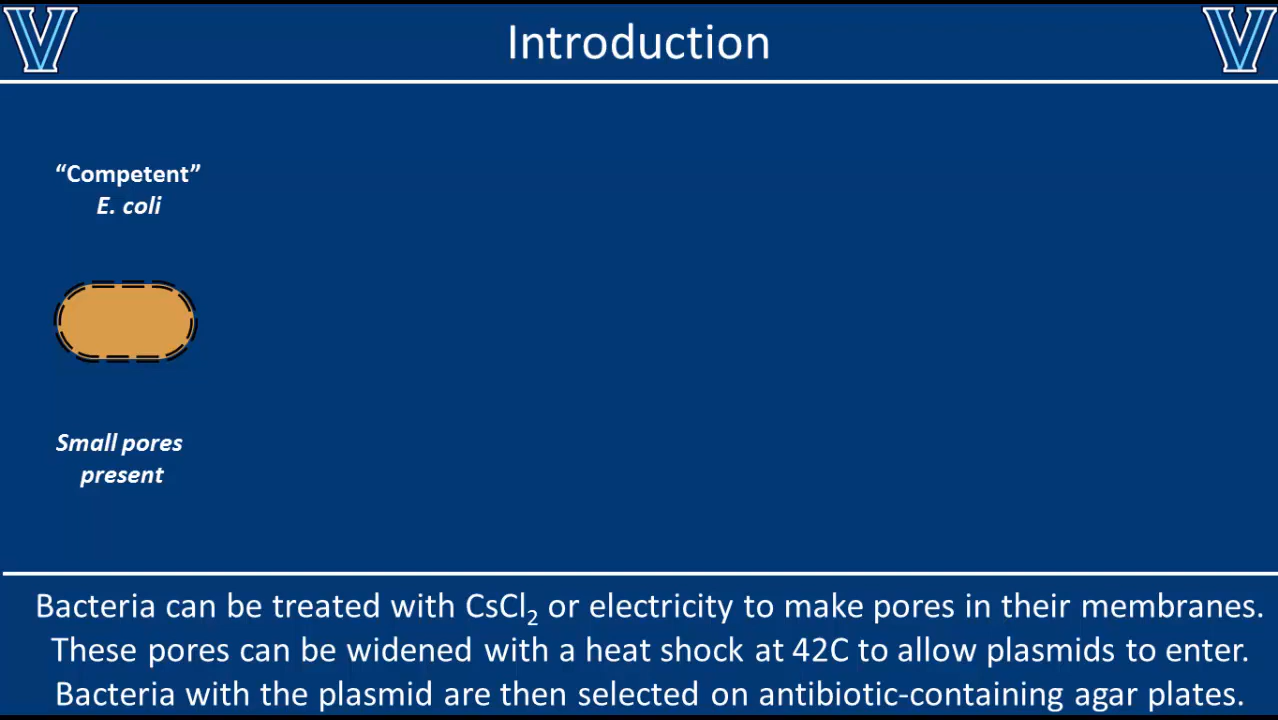 V
Introduction
V
“Competent”
E. coli
Small pores
present
Bacteria can be treated with CsCl₂ or electricity to make pores in their membranes.
These pores can be widened with a heat shock at 42C to allow plasmids to enter.
Bacteria with the plasmid are then selected on antibiotic-containing agar plates.